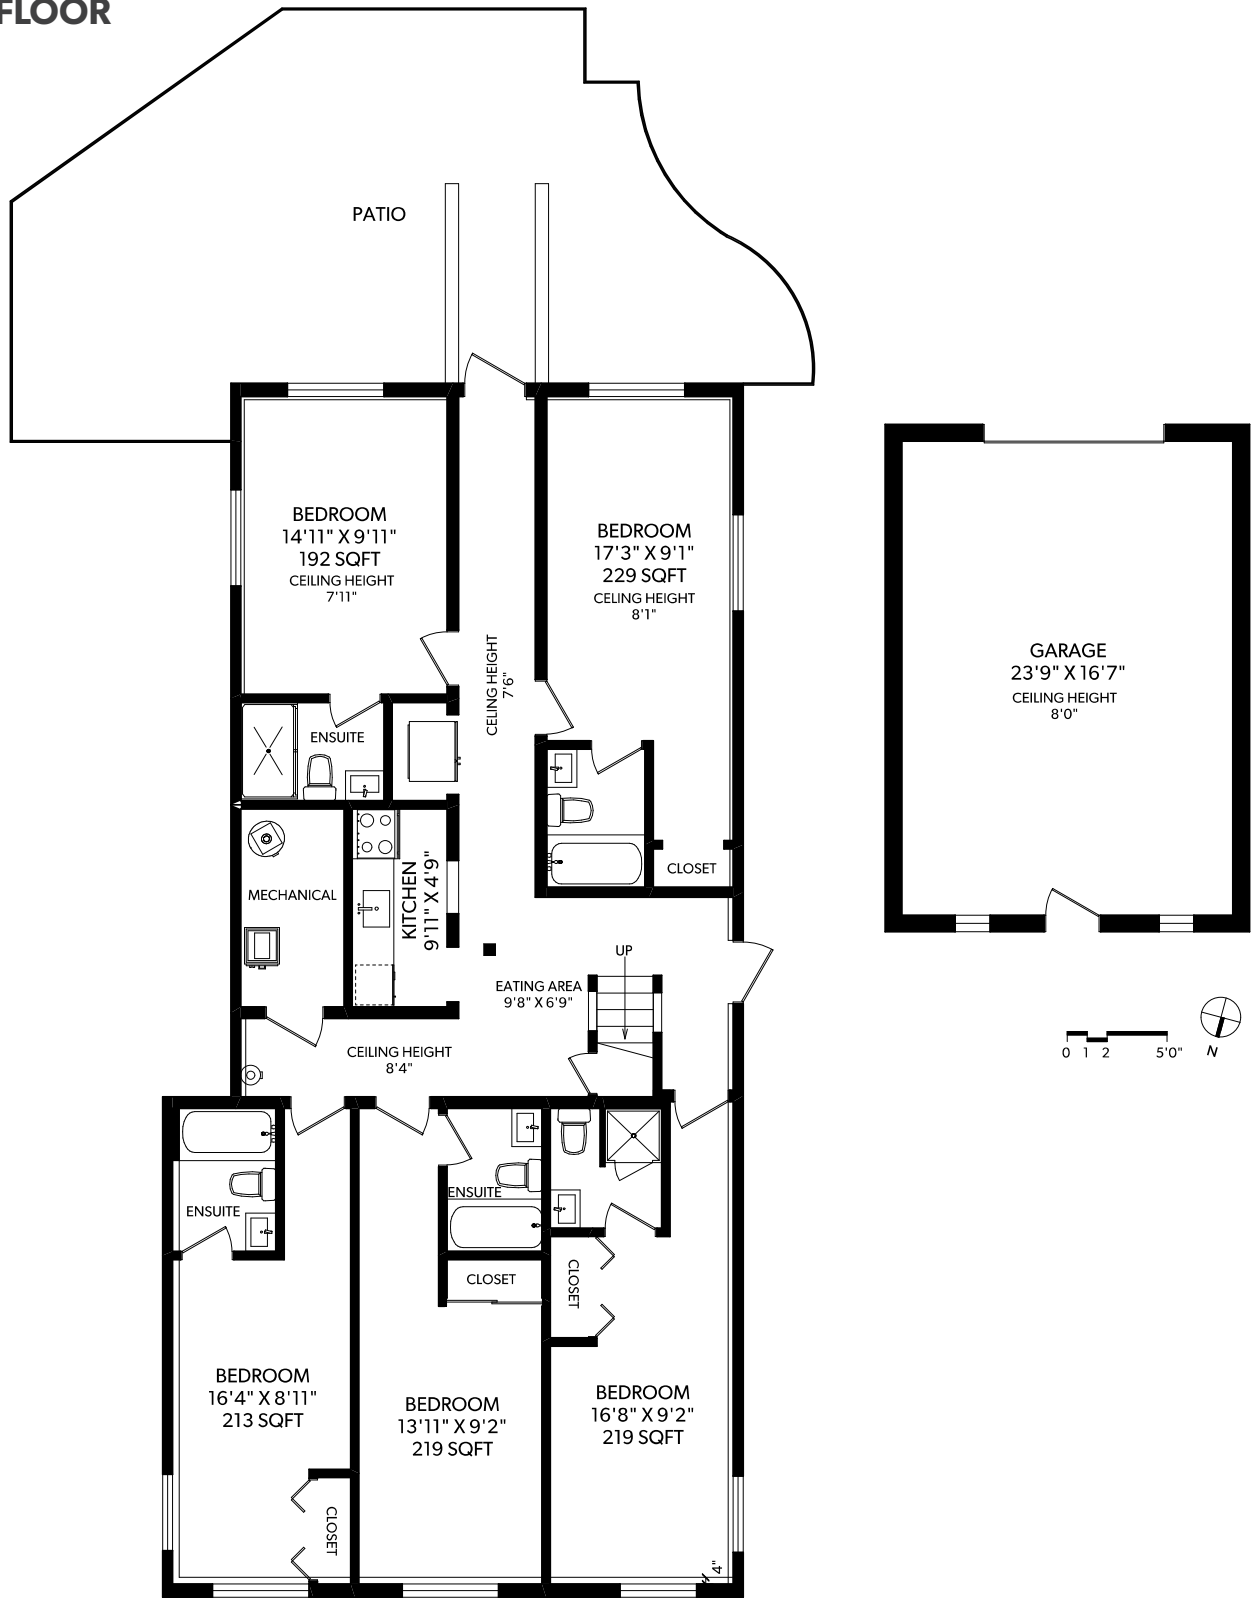 FLOOR
PATIO
BEDROOM
14'11" X 9'11"
192 SQFT
CEILING HEIGHT
7'11"
BEDROOM
17'3" X 9'1"
229 SQFT
CELING HEIGHT
8'1"
CELING HEIGHT
7'6"
GARAGE
23'9" X 16'7"
CEILING HEIGHT
8'0"
ENSUITE
CLOSET
MECHANICAL
KITCHEN
9'11" X 4'9"
UP
EATING AREA
9'8" X 6'9"
CEILING HEIGHT
8'4"
0 1 2 5'0"
N
ENSUITE
ENSUITE
CLOSET
CLOSET
BEDROOM
16'4" X 8'11"
213 SQFT
BEDROOM
13'11" X 9'2"
219 SQFT
BEDROOM
16'8" X 9'2"
219 SQFT
CLOSET
4"